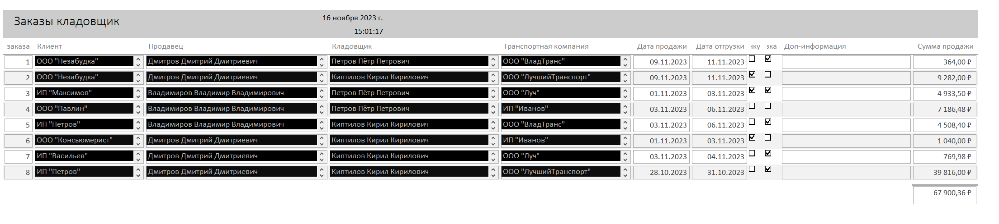 Заказы кладовщик
16 ноября 2023 г.
15:01:17
заказа Клиент Продавец Кладовщик Транспортная компания Дата продажи Дата отгрузки Доп-информация Сумма продажи
1 ООО "Незабудка" Дмитров Дмитрий Дмитриевич Петров Пётр Петрович ООО "ВладТранс" 09.11.2023 11.11.2023 364,00 ₽
2 ООО "Незабудка" Дмитров Дмитрий Дмитриевич Киптилов Кирил Кирилович ООО "ЛучшийТранспорт" 09.11.2023 11.11.2023 9 282,00 ₽
3 ИП "Максимов" Владимиров Владимир Владимирович Петров Пётр Петрович ООО "Луч" 01.11.2023 03.11.2023 4 933,50 ₽
4 ООО "Павлин" Владимиров Владимир Владимирович Петров Пётр Петрович ИП "Иванов" 03.11.2023 06.11.2023 7 186,48 ₽
5 ИП "Петров" Владимиров Владимир Владимирович Киптилов Кирил Кирилович ООО "ВладТранс" 03.11.2023 06.11.2023 4 508,40 ₽
6 ООО "Консьюмерист" Дмитров Дмитрий Дмитриевич Киптилов Кирил Кирилович ИП "Иванов" 01.11.2023 03.11.2023 1 040,00 ₽
7 ИП "Васильев" Дмитров Дмитрий Дмитриевич Киптилов Кирил Кирилович ООО "Луч" 03.11.2023 04.11.2023 769,98 ₽
8 ИП "Петров" Дмитров Дмитрий Дмитриевич Киптилов Кирил Кирилович ООО "ЛучшийТранспорт" 28.10.2023 31.10.2023 39 816,00 ₽
67 900,36 ₽